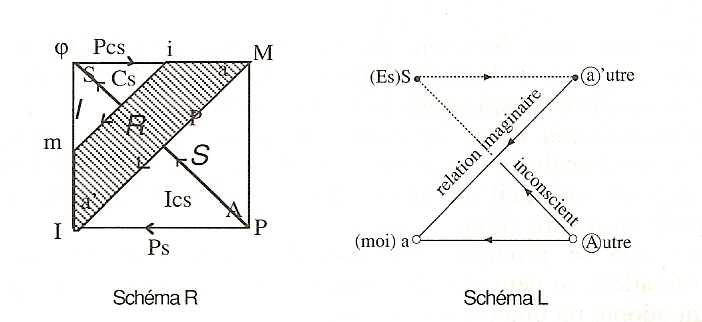 φ Pcs i M
S Cs a
I R P
m S
a' Ics A
I Ps P
Schéma R
(Es)S ⓐ'utre
relation imaginaire
inconscient
(moi) a Ⓐutre
Schéma L